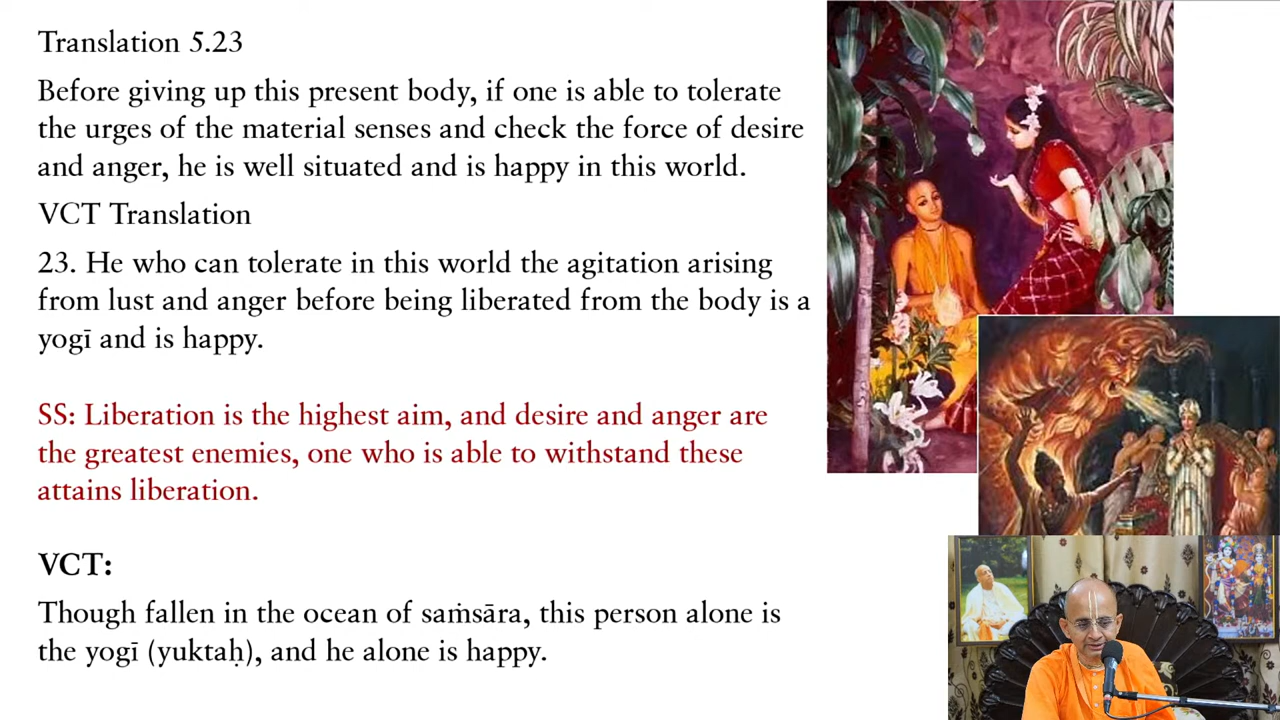 Translation 5.23
Before giving up this present body, if one is able to tolerate
the urges of the material senses and check the force of desire
and anger, he is well situated and is happy in this world.
VCT Translation
23. He who can tolerate in this world the agitation arising
from lust and anger before being liberated from the body is a
yogī and is happy.
SS: Liberation is the highest aim, and desire and anger are
the greatest enemies, one who is able to withstand these
attains liberation.
VCT:
Though fallen in the ocean of saṁsāra, this person alone is
the yogī (yuktaḥ), and he alone is happy.